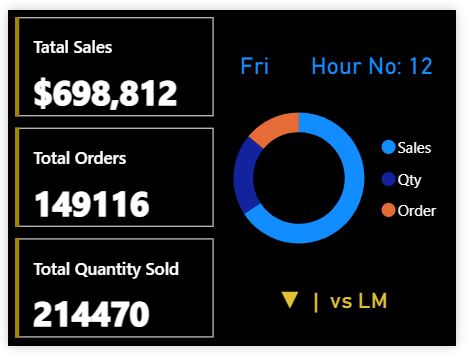 Tatal Sales
$698,812
Total Orders
149116
Total Quantity Sold
214470
Fri Hour No: 12
Sales
Qty
Order
▼ | vs LM